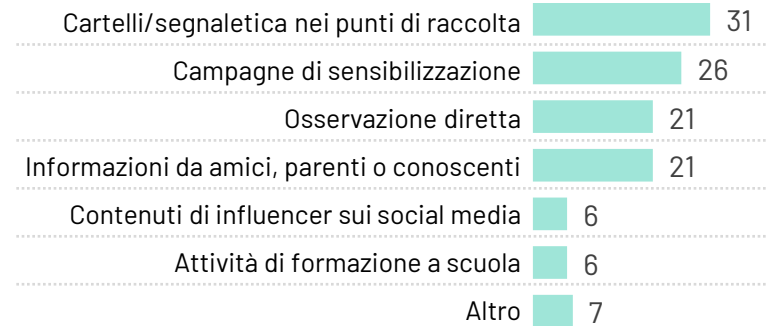 Cartelli/segnaletica nei punti di raccolta 31
Campagne di sensibilizzazione 26
Osservazione diretta 21
Informazioni da amici, parenti o conoscenti 21
Contenuti di influencer sui social media 6
Attività di formazione a scuola 6
Altro 7